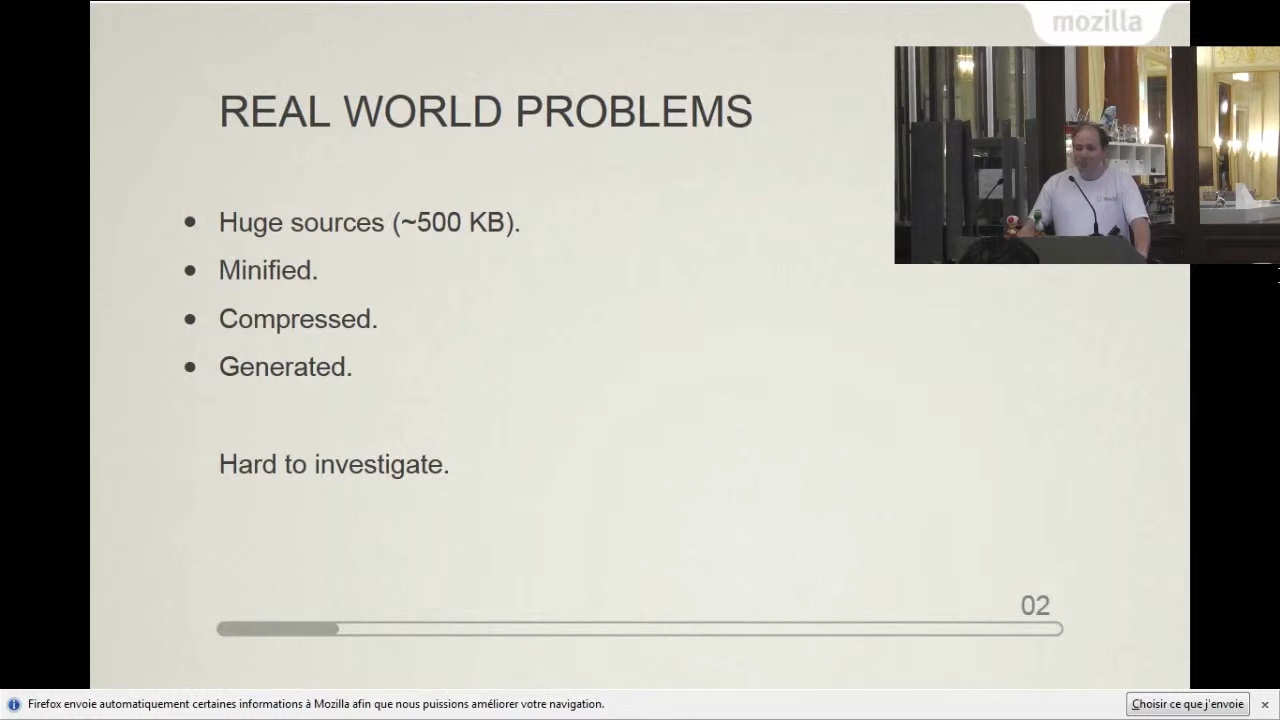 mozilla
REAL WORLD PROBLEMS
• Huge sources (~500 KB).
• Minified.
• Compressed.
• Generated.
Hard to investigate.
02
Firefox envoie automatiquement certaines informations à Mozilla afin que nous puissions améliorer votre navigation.
Choisir ce que j'envoie